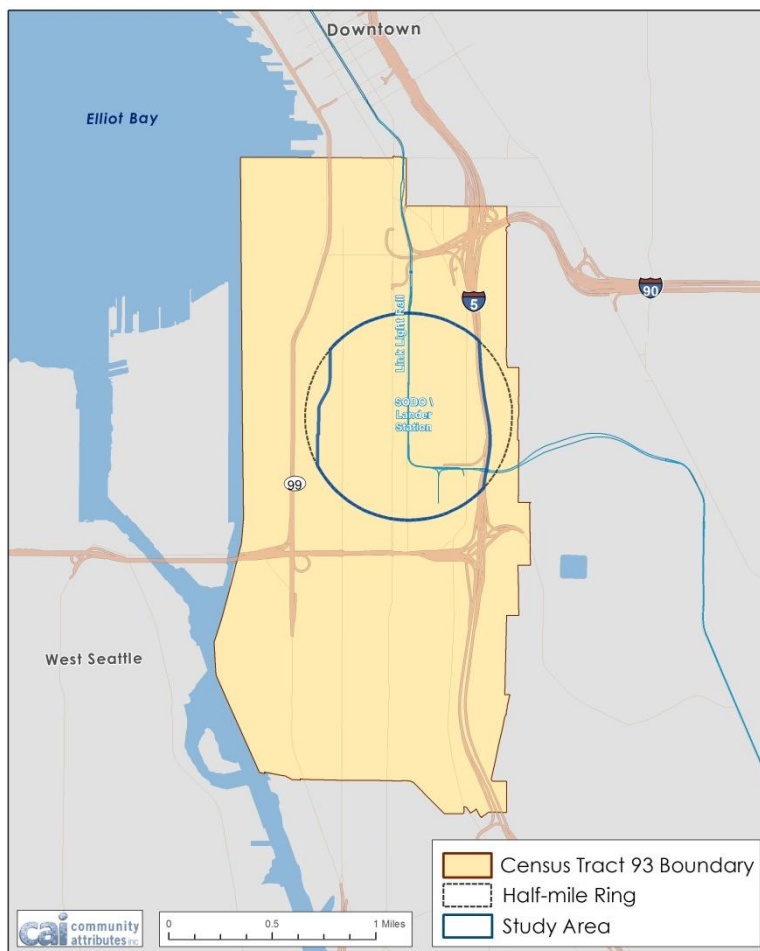 Downtown
Elliot Bay
90
5
Link Light Rail
SODO \
Lander
Station
99
West Seattle
Census Tract 93 Boundary
Half-mile Ring
Study Area
cai community
attributes inc
0 0.5 1 Miles